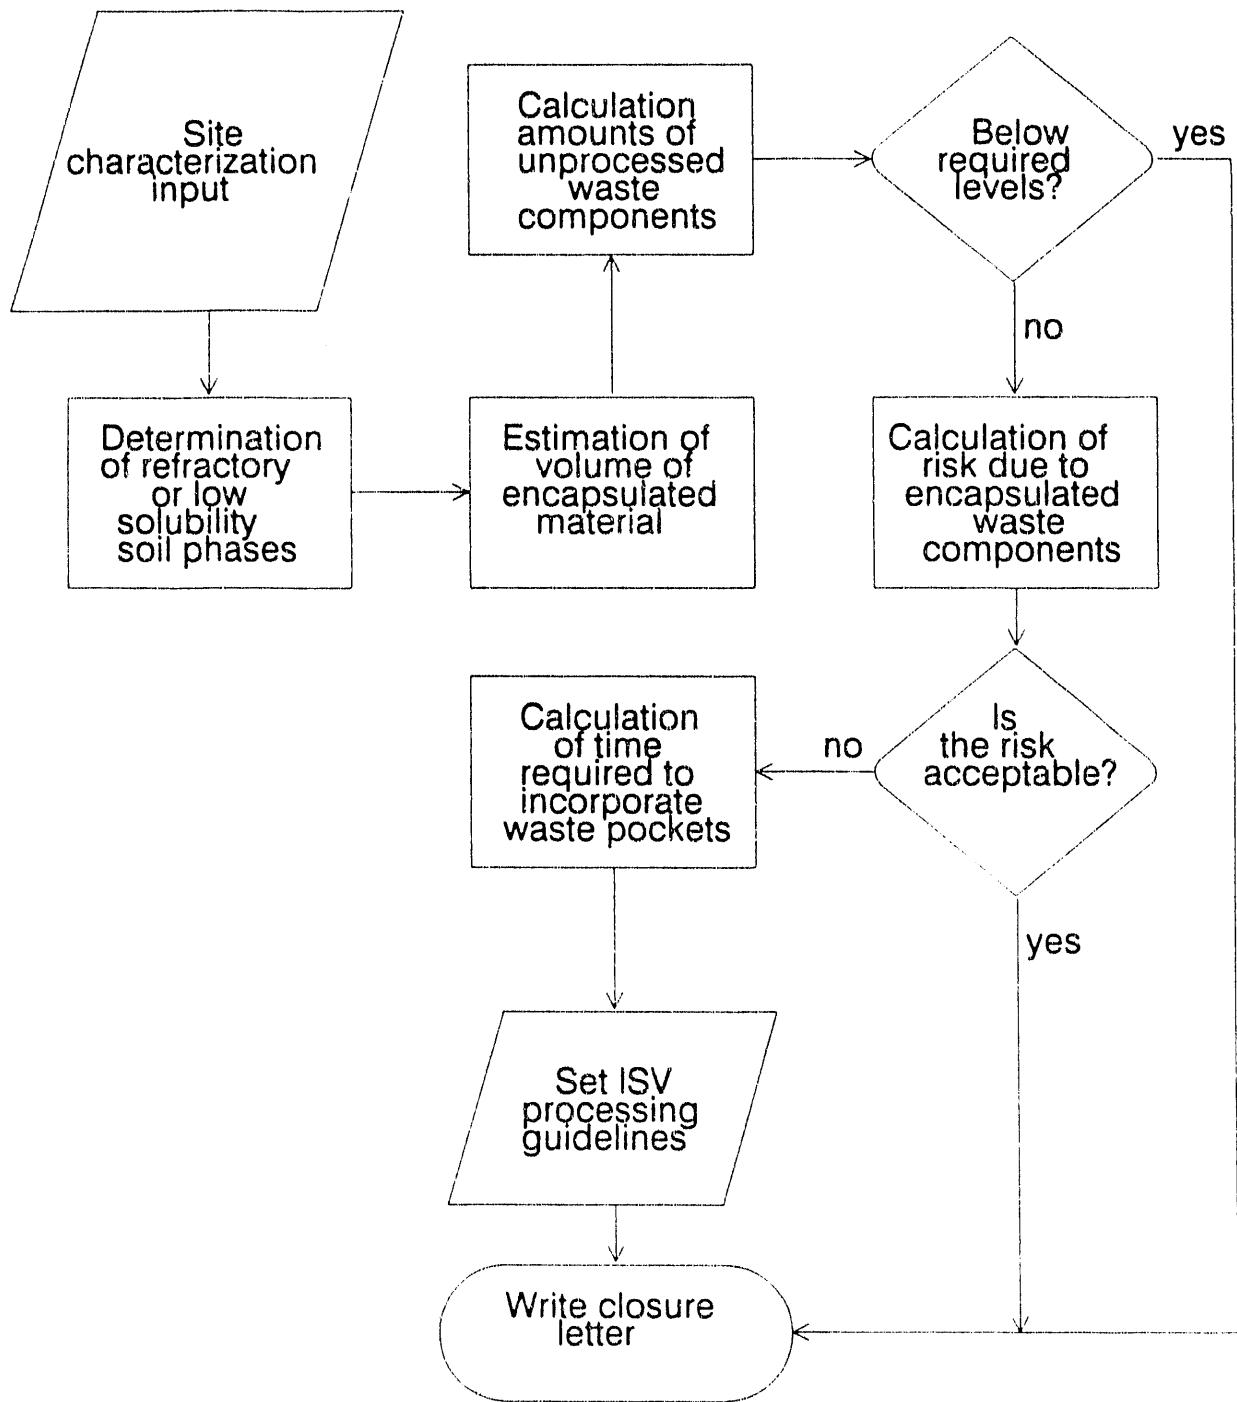 Site
characterization
input
Determination
of refractory
or low
solubility
soil phases
Estimation of
volume of
encapsulated
material
Calculation
amounts of
unprocessed
waste
components
Below
required
levels?
yes
no
Calculation of
risk due to
encapsulated
waste
components
Is
the risk
acceptable?
no
yes
Calculation
of time
required to
incorporate
waste pockets
Set ISV
processing
guidelines
Write closure
letter